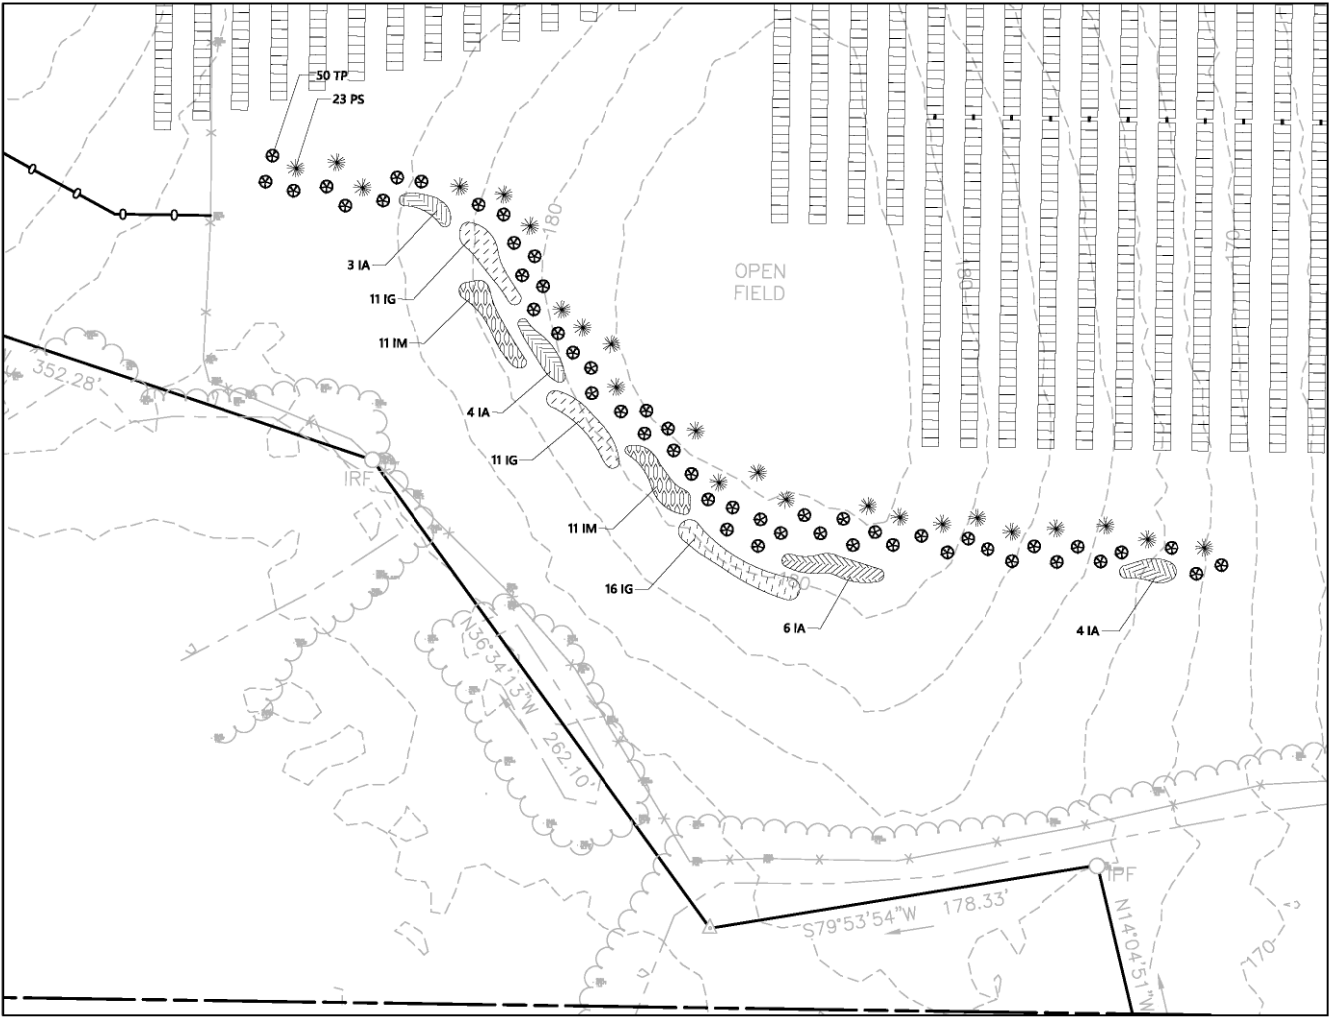 50 TP
23 PS
180
170
3 IA
OPEN
FIELD
180
11 IG
11 IM
352.28'
4 IA
11 IG
IRF
11 IM
180
16 IG
6 IA
4 IA
N36°34'13"W
262.10'
IPF
178.33'
S79°53'54"W
N14°04'51"W
170